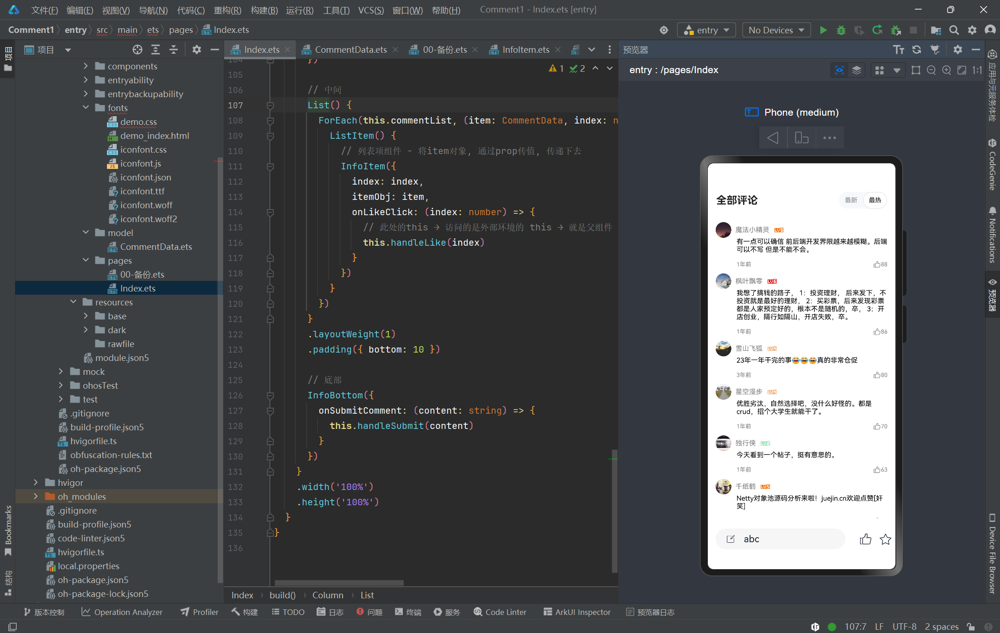 文件(F) 编辑(E) 视图(V) 导航(N) 代码(C) 重构(R) 构建(B) 运行(R) 工具(T) VCS(S) 窗口(W) 帮助(H) Comment1 - Index.ets [entry]
Comment1 entry src main ets pages Index.ets
entry No Devices
项目
项目
Index.ets CommentData.ets 00-备份.ets InfoItem.ets
预览器
components
entryability
entrybackupability
fonts
demo.css
demo_index.html
iconfont.css
iconfont.js
iconfont.json
iconfont.ttf
iconfont.woff
iconfont.woff2
model
CommentData.ets
pages
00-备份.ets
Index.ets
resources
base
dark
rawfile
module.json5
mock
ohosTest
test
.gitignore
build-profile.json5
hvigorfile.ts
obfuscation-rules.txt
oh-package.json5
hvigor
oh_modules
.gitignore
build-profile.json5
code-linter.json5
hvigorfile.ts
local.properties
oh-package.json5
oh-package-lock.json5
Bookmarks
结构
1 2
104 })
105
106 // 中间
107 List() {
108 ForEach(this.commentList, (item: CommentData, index: n
109 ListItem() {
110 // 列表项组件 - 将item对象, 通过prop传值, 传递下去
111 InfoItem({
112 index: index,
113 itemObj: item,
114 onLikeClick: (index: number) => {
115 // 此处的this → 访问的是外部环境的 this → 就是父组件
116 this.handleLike(index)
117 }
118 })
119 }
120 })
121 }
122 .layoutWeight(1)
123 .padding({ bottom: 10 })
124
125 // 底部
126 InfoBottom({
127 onSubmitComment: (content: string) => {
128 this.handleSubmit(content)
129 }
130 })
131 }
132 .width('100%')
133 .height('100%')
134 }
135 }
136
Index build() Column List
entry : /pages/Index
1:1
Phone (medium)
全部评论 最新 最热
魔法小精灵 LV5
有一点可以确信 前后端开发界限越来越模糊。后端
可以不写 但是不能不会。
1年前 88
枫叶飘零 LV6
我想了搞钱的路子， 1：投资理财， 后来发下，不
投资就是最好的理财， 2：买彩票，后来发现彩票
都是人家预定好的，根本不是随机的，卒， 3：开
店创业，隔行如隔山，开店失败，卒。
1年前 86
雪山飞狐 LV4
23年一年干完的事😂😂😂真的非常仓促
3年前 80
星空漫步 LV4
优胜劣汰，自然选择吧，没什么好怪的。都是
crud，招个大学生就能干了。
1年前 70
独行侠 LV2
今天看到一个帖子，挺有意思的。
1年前 63
千纸鹤 LV5
Netty对象池源码分析来啦！juejin.cn欢迎点赞[奸
笑]
abc
应用与元服务体检
CodeGenie
Notifications
预览器
Device File Browser
版本控制 Operation Analyzer Profiler 构建 TODO 日志 问题 终端 服务 Code Linter ArkUI Inspector 预览器日志
107:7 LF UTF-8 2 spaces